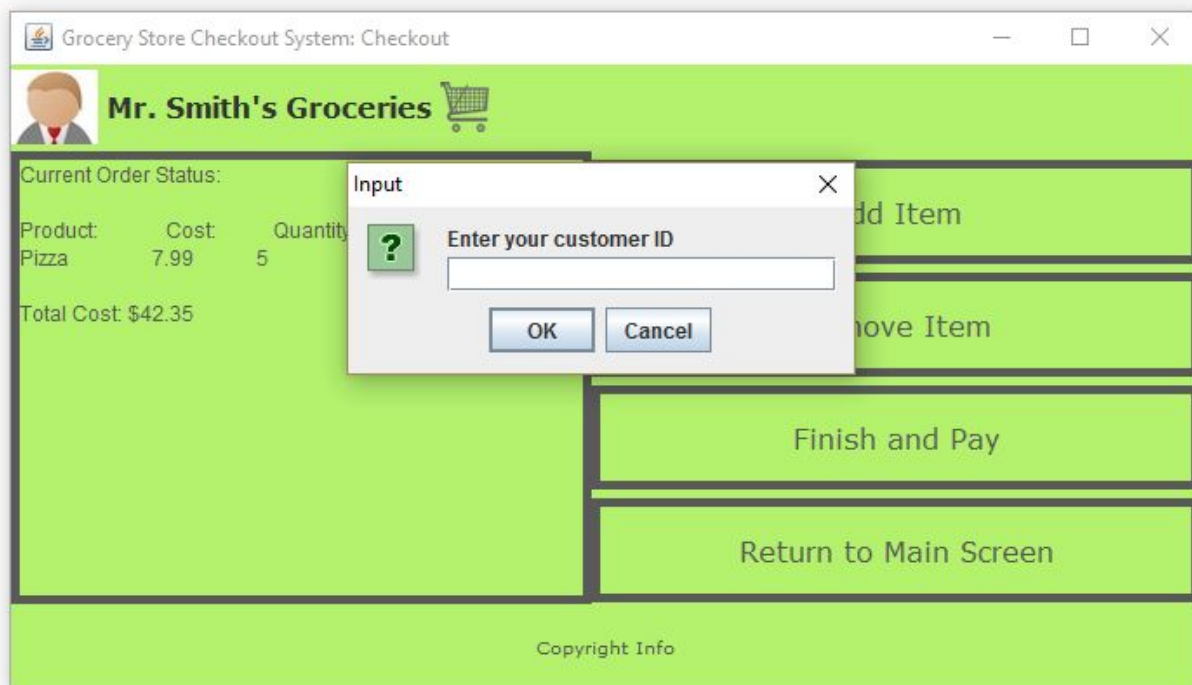 Grocery Store Checkout System: Checkout
Mr. Smith's Groceries
Current Order Status:
Product: Cost: Quantity
Pizza 7.99 5
Total Cost: $42.35
Input
?
Enter your customer ID
OK Cancel
Item
Item
Finish and Pay
Return to Main Screen
Copyright Info